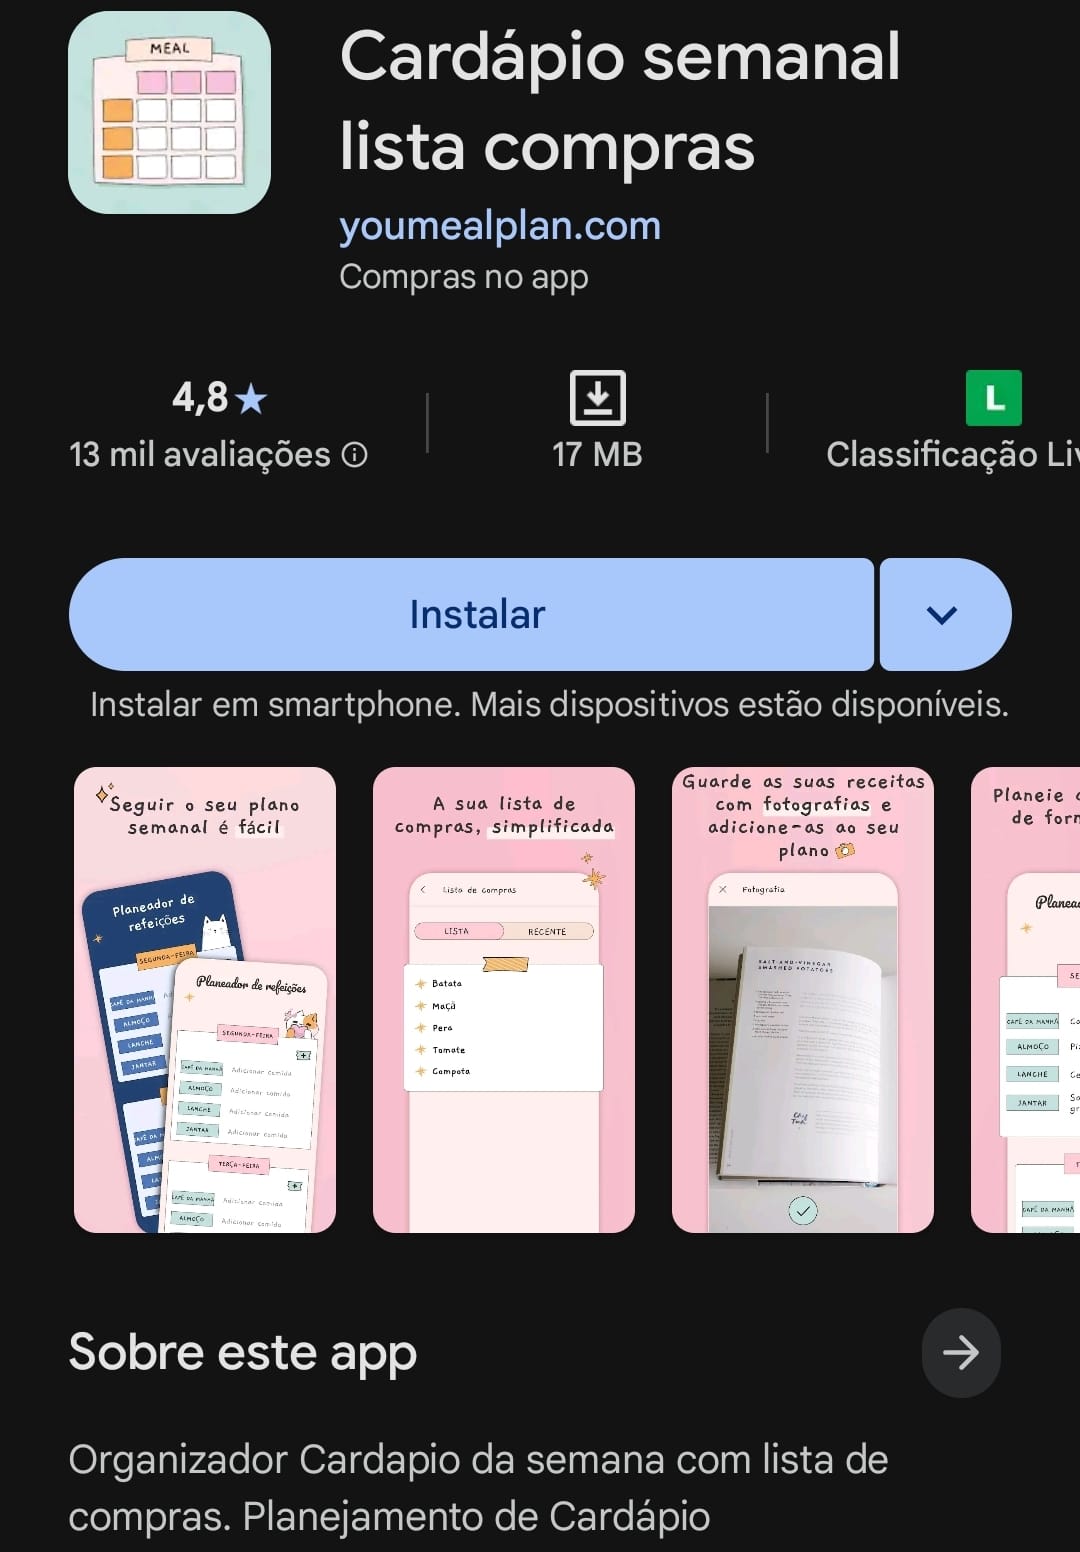 MEAL
Cardápio semanal
lista compras
youmealplan.com
Compras no app
4,8
13 mil avaliações
17 MB
L
Classificação Liv
Instalar
Instalar em smartphone. Mais dispositivos estão disponíveis.
Seguir o seu plano
semanal é fácil
Planeador de
refeições
SEGUNDA-FEIRA
CAFÉ DA MANHÃ
ALMOÇO
LANCHE
JANTAR
Planeador de refeições
SEGUNDA-FEIRA
CAFÉ DA MANHÃ Adicionar comida
ALMOÇO Adicionar comida
LANCHE Adicionar comida
JANTAR Adicionar comida
TERÇA-FEIRA
CAFÉ DA MANHÃ Adicionar comida
ALMOÇO Adicionar comida
A sua lista de
compras, simplificada
Lista de compras
LISTA RECENTE
Batata
Maçã
Pera
Tomate
Compota
Guarde as suas receitas
com fotografias e
adicione-as ao seu
plano
Fotografia
SALT-AND-VINEGAR
SMASHED POTATOES
Planeie
de for
Planea
SE
CAFÉ DA MANHÃ
ALMOÇO
LANCHE
JANTAR
CAFÉ DA MANHÃ
Sobre este app
Organizador Cardapio da semana com lista de
compras. Planejamento de Cardápio